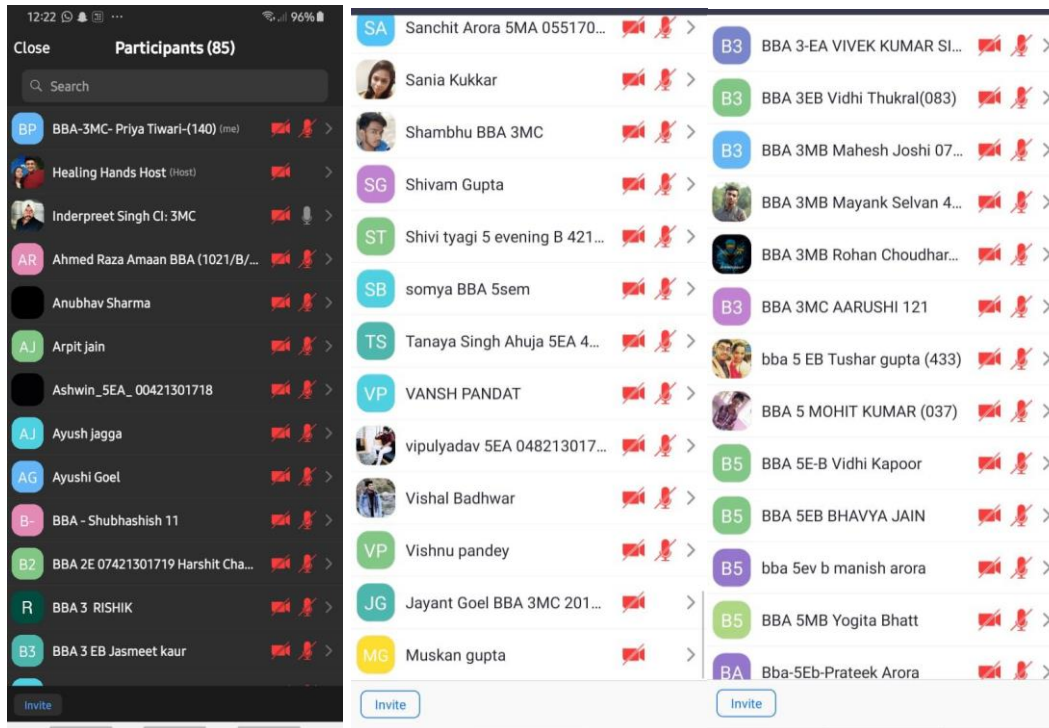 12:22 96%
Close Participants (85)
Search
BP BBA-3MC- Priya Tiwari-(140) (me)
Healing Hands Host (Host)
Inderpreet Singh CI: 3MC
AR Ahmed Raza Amaan BBA (1021/B/...
Anubhav Sharma
AJ Arpit jain
Ashwin_5EA_ 00421301718
AJ Ayush jagga
AG Ayushi Goel
B- BBA - Shubhashish 11
B2 BBA 2E 07421301719 Harshit Cha...
R BBA 3 RISHIK
B3 BBA 3 EB Jasmeet kaur
Invite
SA Sanchit Arora 5MA 055170...
Sania Kukkar
Shambhu BBA 3MC
SG Shivam Gupta
ST Shivi tyagi 5 evening B 421...
SB somya BBA 5sem
TS Tanaya Singh Ahuja 5EA 4...
VP VANSH PANDAT
vipulyadav 5EA 048213017...
Vishal Badhwar
VP Vishnu pandey
JG Jayant Goel BBA 3MC 201...
MG Muskan gupta
Invite
B3 BBA 3-EA VIVEK KUMAR SI...
B3 BBA 3EB Vidhi Thukral(083)
B3 BBA 3MB Mahesh Joshi 07...
BBA 3MB Mayank Selvan 4...
BBA 3MB Rohan Choudhar...
B3 BBA 3MC AARUSHI 121
bba 5 EB Tushar gupta (433)
BBA 5 MOHIT KUMAR (037)
B5 BBA 5E-B Vidhi Kapoor
B5 BBA 5EB BHAVYA JAIN
B5 bba 5ev b manish arora
B5 BBA 5MB Yogita Bhatt
BA Bba-5Eb-Prateek Arora
Invite